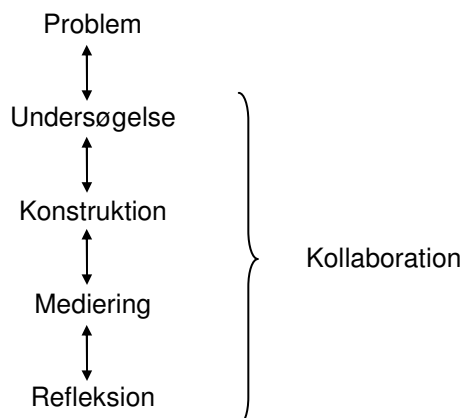 Problem
Undersøgelse
Konstruktion
Kollaboration
Mediering
Refleksion